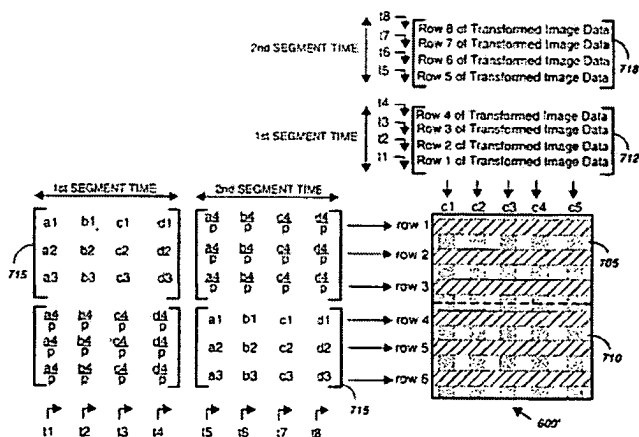 t8
Row 8 of Transformed Image Data
t7
Row 7 of Transformed Image Data
2nd SEGMENT TIME
t6
Row 6 of Transformed Image Data
718
t5
Row 5 of Transformed Image Data
t4
Row 4 of Transformed Image Data
t3
Row 3 of Transformed Image Data
1st SEGMENT TIME
t2
Row 2 of Transformed Image Data
712
t1
Row 1 of Transformed Image Data
1st SEGMENT TIME 2nd SEGMENT TIME
c1 c2 c3 c4 c5
a1 b1 c1 d1 a4/p b4/p c4/p d4/p row 1
715 a2 b2 c2 d2 a4/p b4/p c4/p d4/p row 2 705
a3 b3 c3 d3 a4/p b4/p c4/p d4/p row 3
a4/p b4/p c4/p d4/p a1 b1 c1 d1 row 4
a4/p b4/p c4/p d4/p a2 b2 c2 d2 row 5 710
a4/p b4/p c4/p d4/p a3 b3 c3 d3 row 6
715
t1 t2 t3 t4 t5 t6 t7 t8
600'